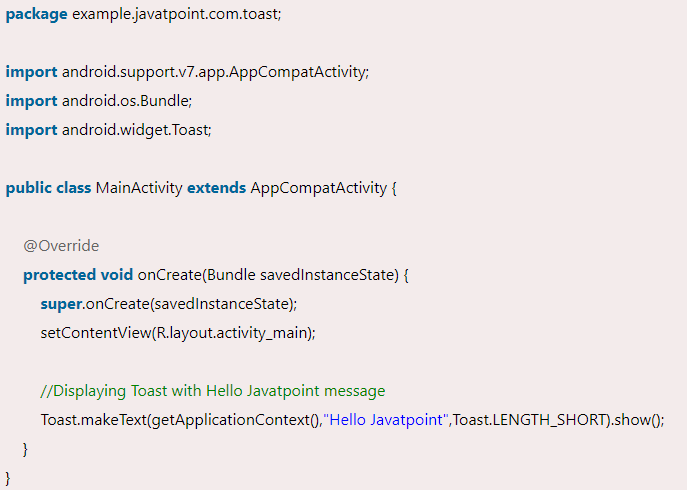 package example.javatpoint.com.toast;
import android.support.v7.app.AppCompatActivity;
import android.os.Bundle;
import android.widget.Toast;
public class MainActivity extends AppCompatActivity {
@Override
protected void onCreate(Bundle savedInstanceState) {
super.onCreate(savedInstanceState);
setContentView(R.layout.activity_main);
//Displaying Toast with Hello Javatpoint message
Toast.makeText(getApplicationContext(),"Hello Javatpoint",Toast.LENGTH_SHORT).show();
}
}